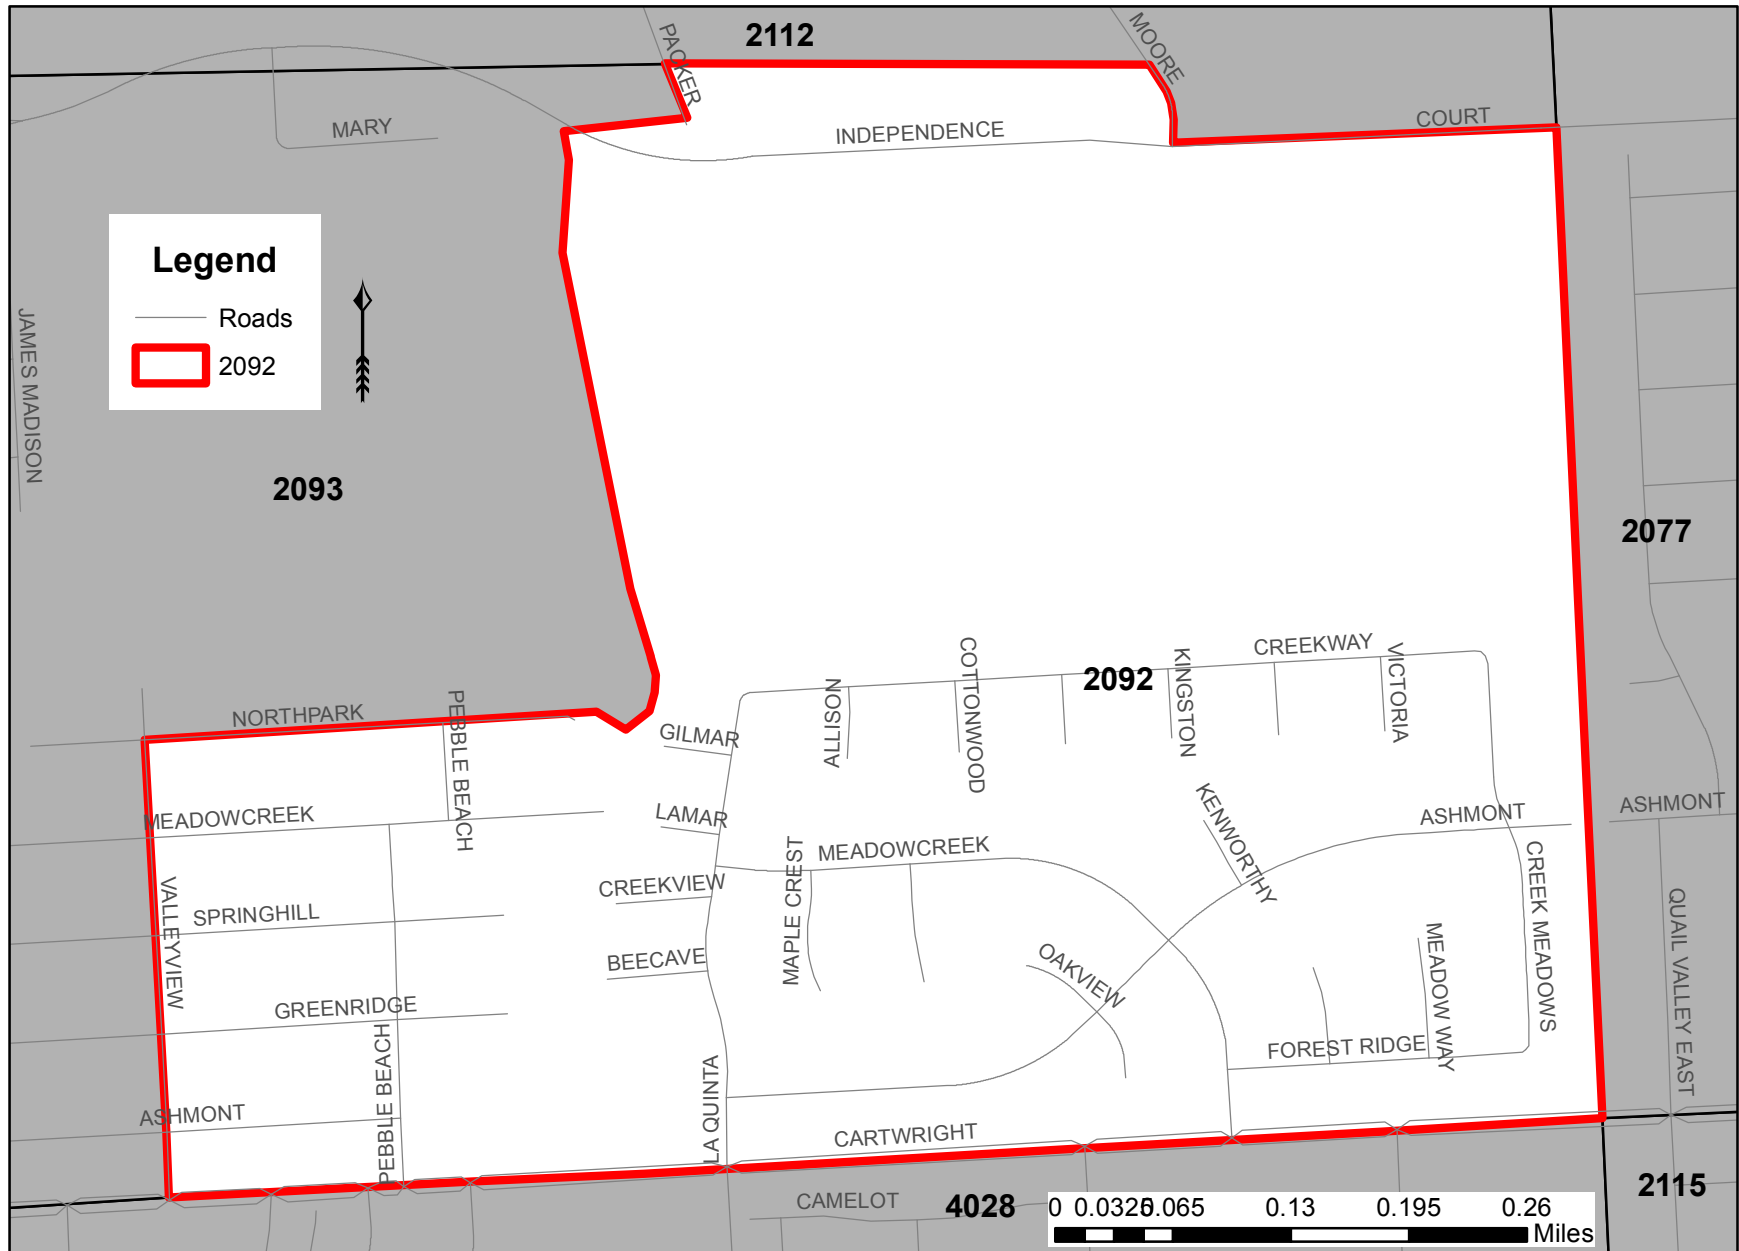 2112
PACKER
MOORE
MARY
INDEPENDENCE
COURT
Legend
Roads
2092
JAMES MADISON
2093
2077
NORTHPARK
PEBBLE BEACH
GILMAR
ALLISON
COTTONWOOD
2092
KINGSTON
CREEKWAY
VICTORIA
MEADOWCREEK
LAMAR
MAPLE CREST
MEADOWCREEK
KENWORTHY
ASHMONT
ASHMONT
VALLEYVIEW
SPRINGHILL
CREEKVIEW
BEECAVE
OAKVIEW
MEADOW WAY
CREEK MEADOWS
QUAIL VALLEY EAST
GREENRIDGE
PEBBLE BEACH
LA QUINTA
FOREST RIDGE
ASHMONT
CARTWRIGHT
CAMELOT
4028
2115
0 0.0325 0.065 0.13 0.195 0.26
Miles